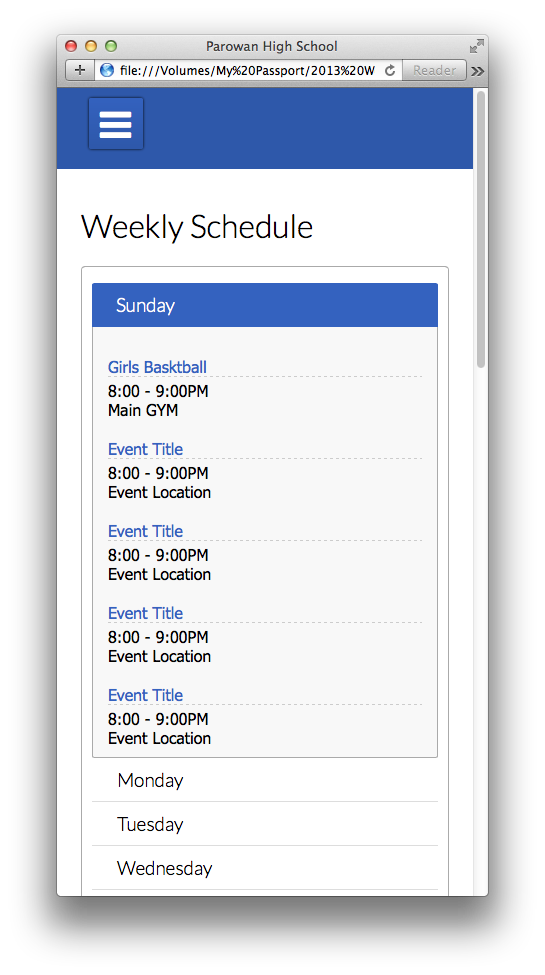 Parowan High School
file:///Volumes/My%20Passport/2013%20W
Reader
Weekly Schedule
Sunday
Girls Basktball
8:00 - 9:00PM
Main GYM
Event Title
8:00 - 9:00PM
Event Location
Event Title
8:00 - 9:00PM
Event Location
Event Title
8:00 - 9:00PM
Event Location
Event Title
8:00 - 9:00PM
Event Location
Monday
Tuesday
Wednesday